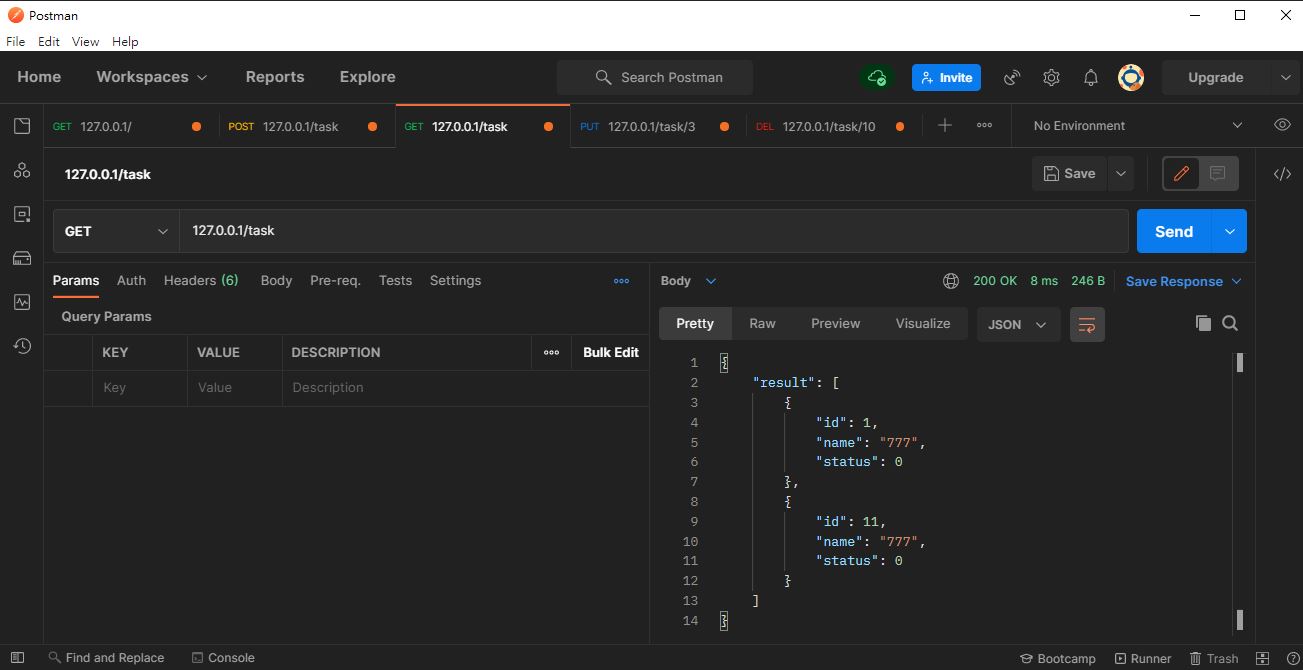 Postman
File Edit View Help
Home Workspaces Reports Explore Search Postman Invite Upgrade
GET 127.0.0.1/ POST 127.0.0.1/task GET 127.0.0.1/task PUT 127.0.0.1/task/3 DEL 127.0.0.1/task/10 No Environment
127.0.0.1/task Save
GET 127.0.0.1/task Send
Params Auth Headers (6) Body Pre-req. Tests Settings
Body 200 OK 8 ms 246 B Save Response
Query Params
Pretty Raw Preview Visualize JSON
KEY VALUE DESCRIPTION Bulk Edit
Key Value Description
1 {
2 "result": [
3 {
4 "id": 1,
5 "name": "777",
6 "status": 0
7 },
8 {
9 "id": 11,
10 "name": "777",
11 "status": 0
12 }
13 ]
14 }
Find and Replace Console Bootcamp Runner Trash